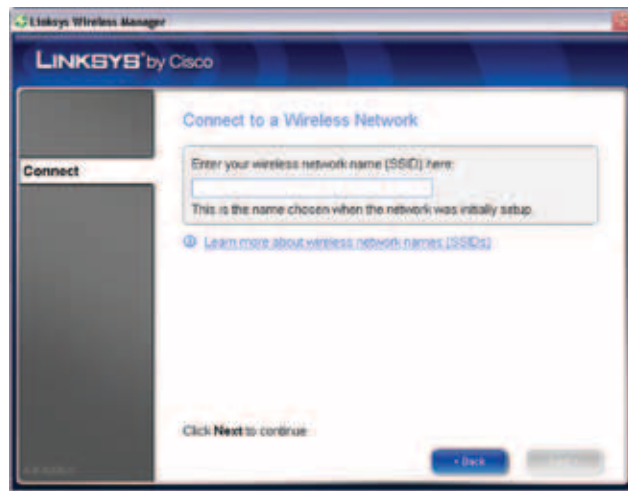 Linksys Wireless Manager
LINKSYS® by Cisco
Connect to a Wireless Network
Connect
Enter your wireless network name (SSID) here:
This is the name chosen when the network was initially setup.
Learn more about wireless network names (SSIDs)
Click Next to continue
‹ Back